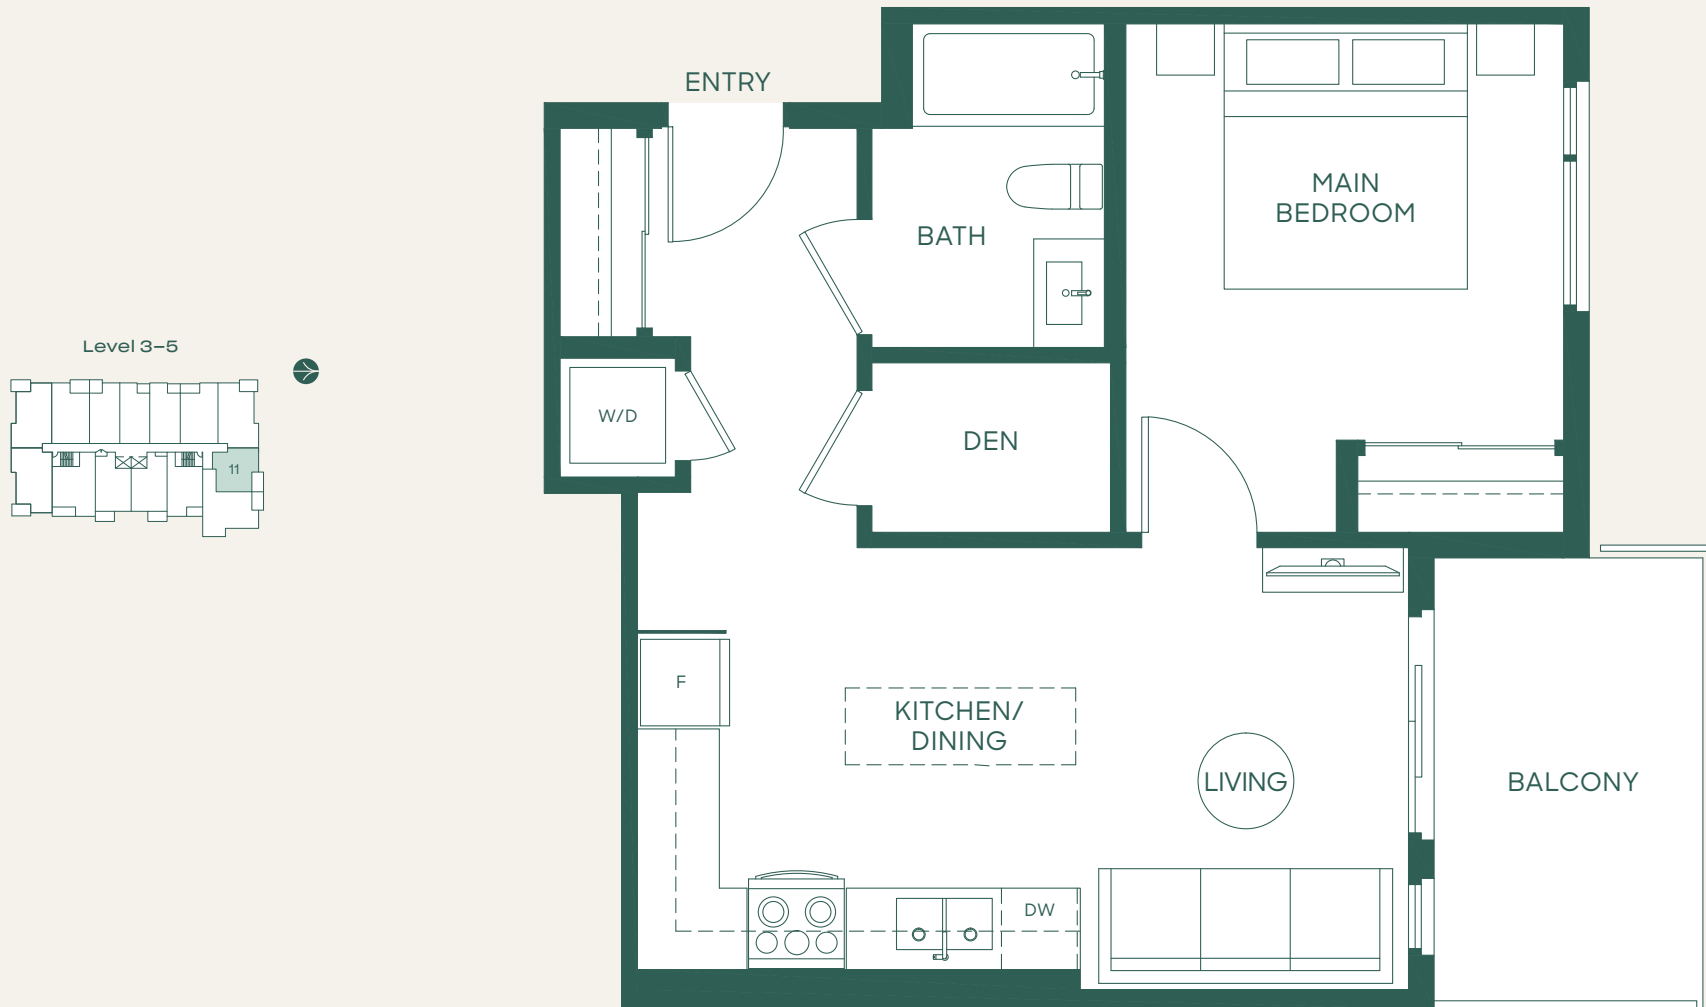 ENTRY
MAIN
BEDROOM
BATH
Level 3–5
W/D
DEN
11
F
KITCHEN/
DINING
LIVING
BALCONY
DW